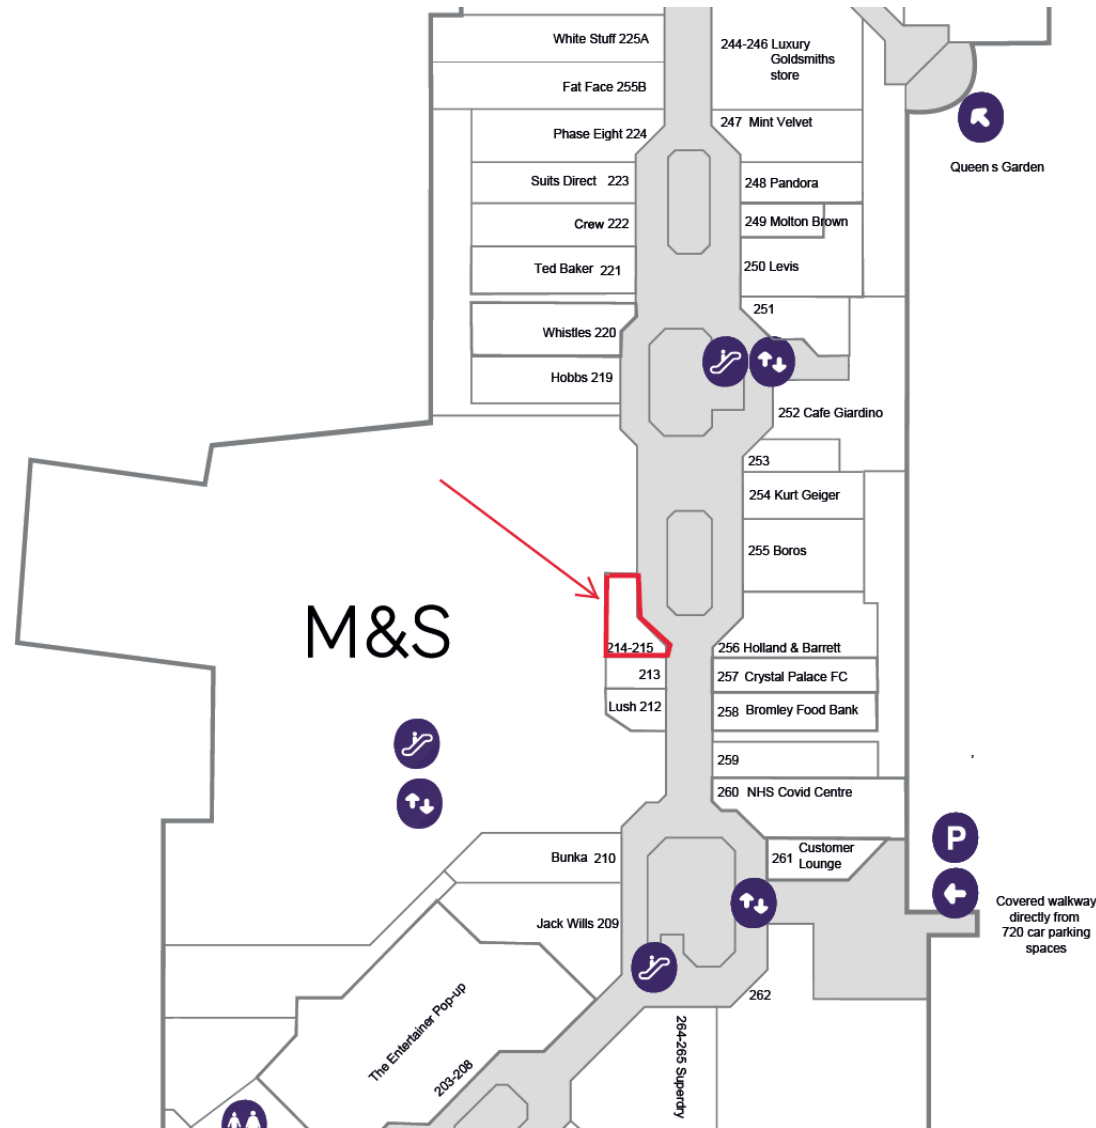 White Stuff 225A
244-246 Luxury
Goldsmiths
store
Fat Face 255B
247 Mint Velvet
Phase Eight 224
Queen s Garden
Suits Direct 223
248 Pandora
Crew 222
249 Molton Brown
Ted Baker 221
250 Levis
251
Whistles 220
Hobbs 219
252 Cafe Giardino
253
254 Kurt Geiger
255 Boros
M&S
214-215
256 Holland & Barrett
213
257 Crystal Palace FC
Lush 212
258 Bromley Food Bank
259
260 NHS Covid Centre
P
Bunka 210
261 Customer
Lounge
Covered walkway
directly from
720 car parking
spaces
Jack Wills 209
262
The Entertainer Pop-up
203-208
264-265 Superdry